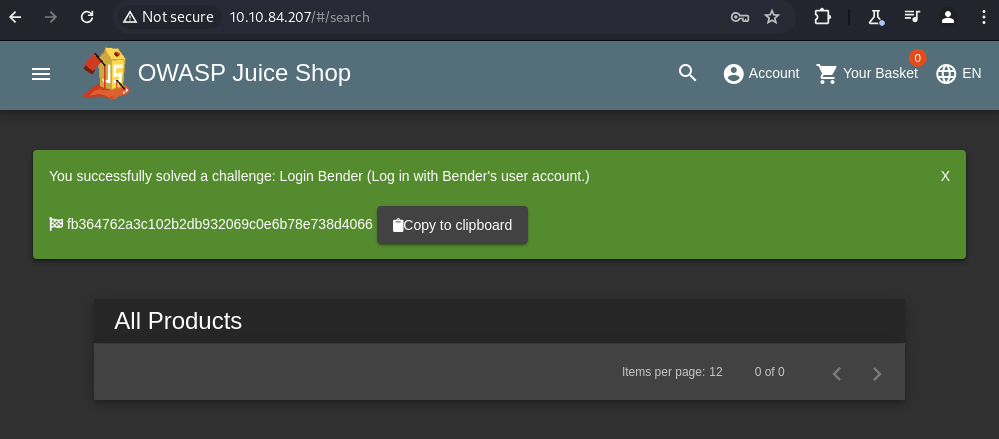 Not secure 10.10.84.207/#/search
OWASP Juice Shop Account Your Basket 0 EN
You successfully solved a challenge: Login Bender (Log in with Bender's user account.) X
fb364762a3c102b2db932069c0e6b78e738d4066 Copy to clipboard
All Products
Items per page: 12 0 of 0